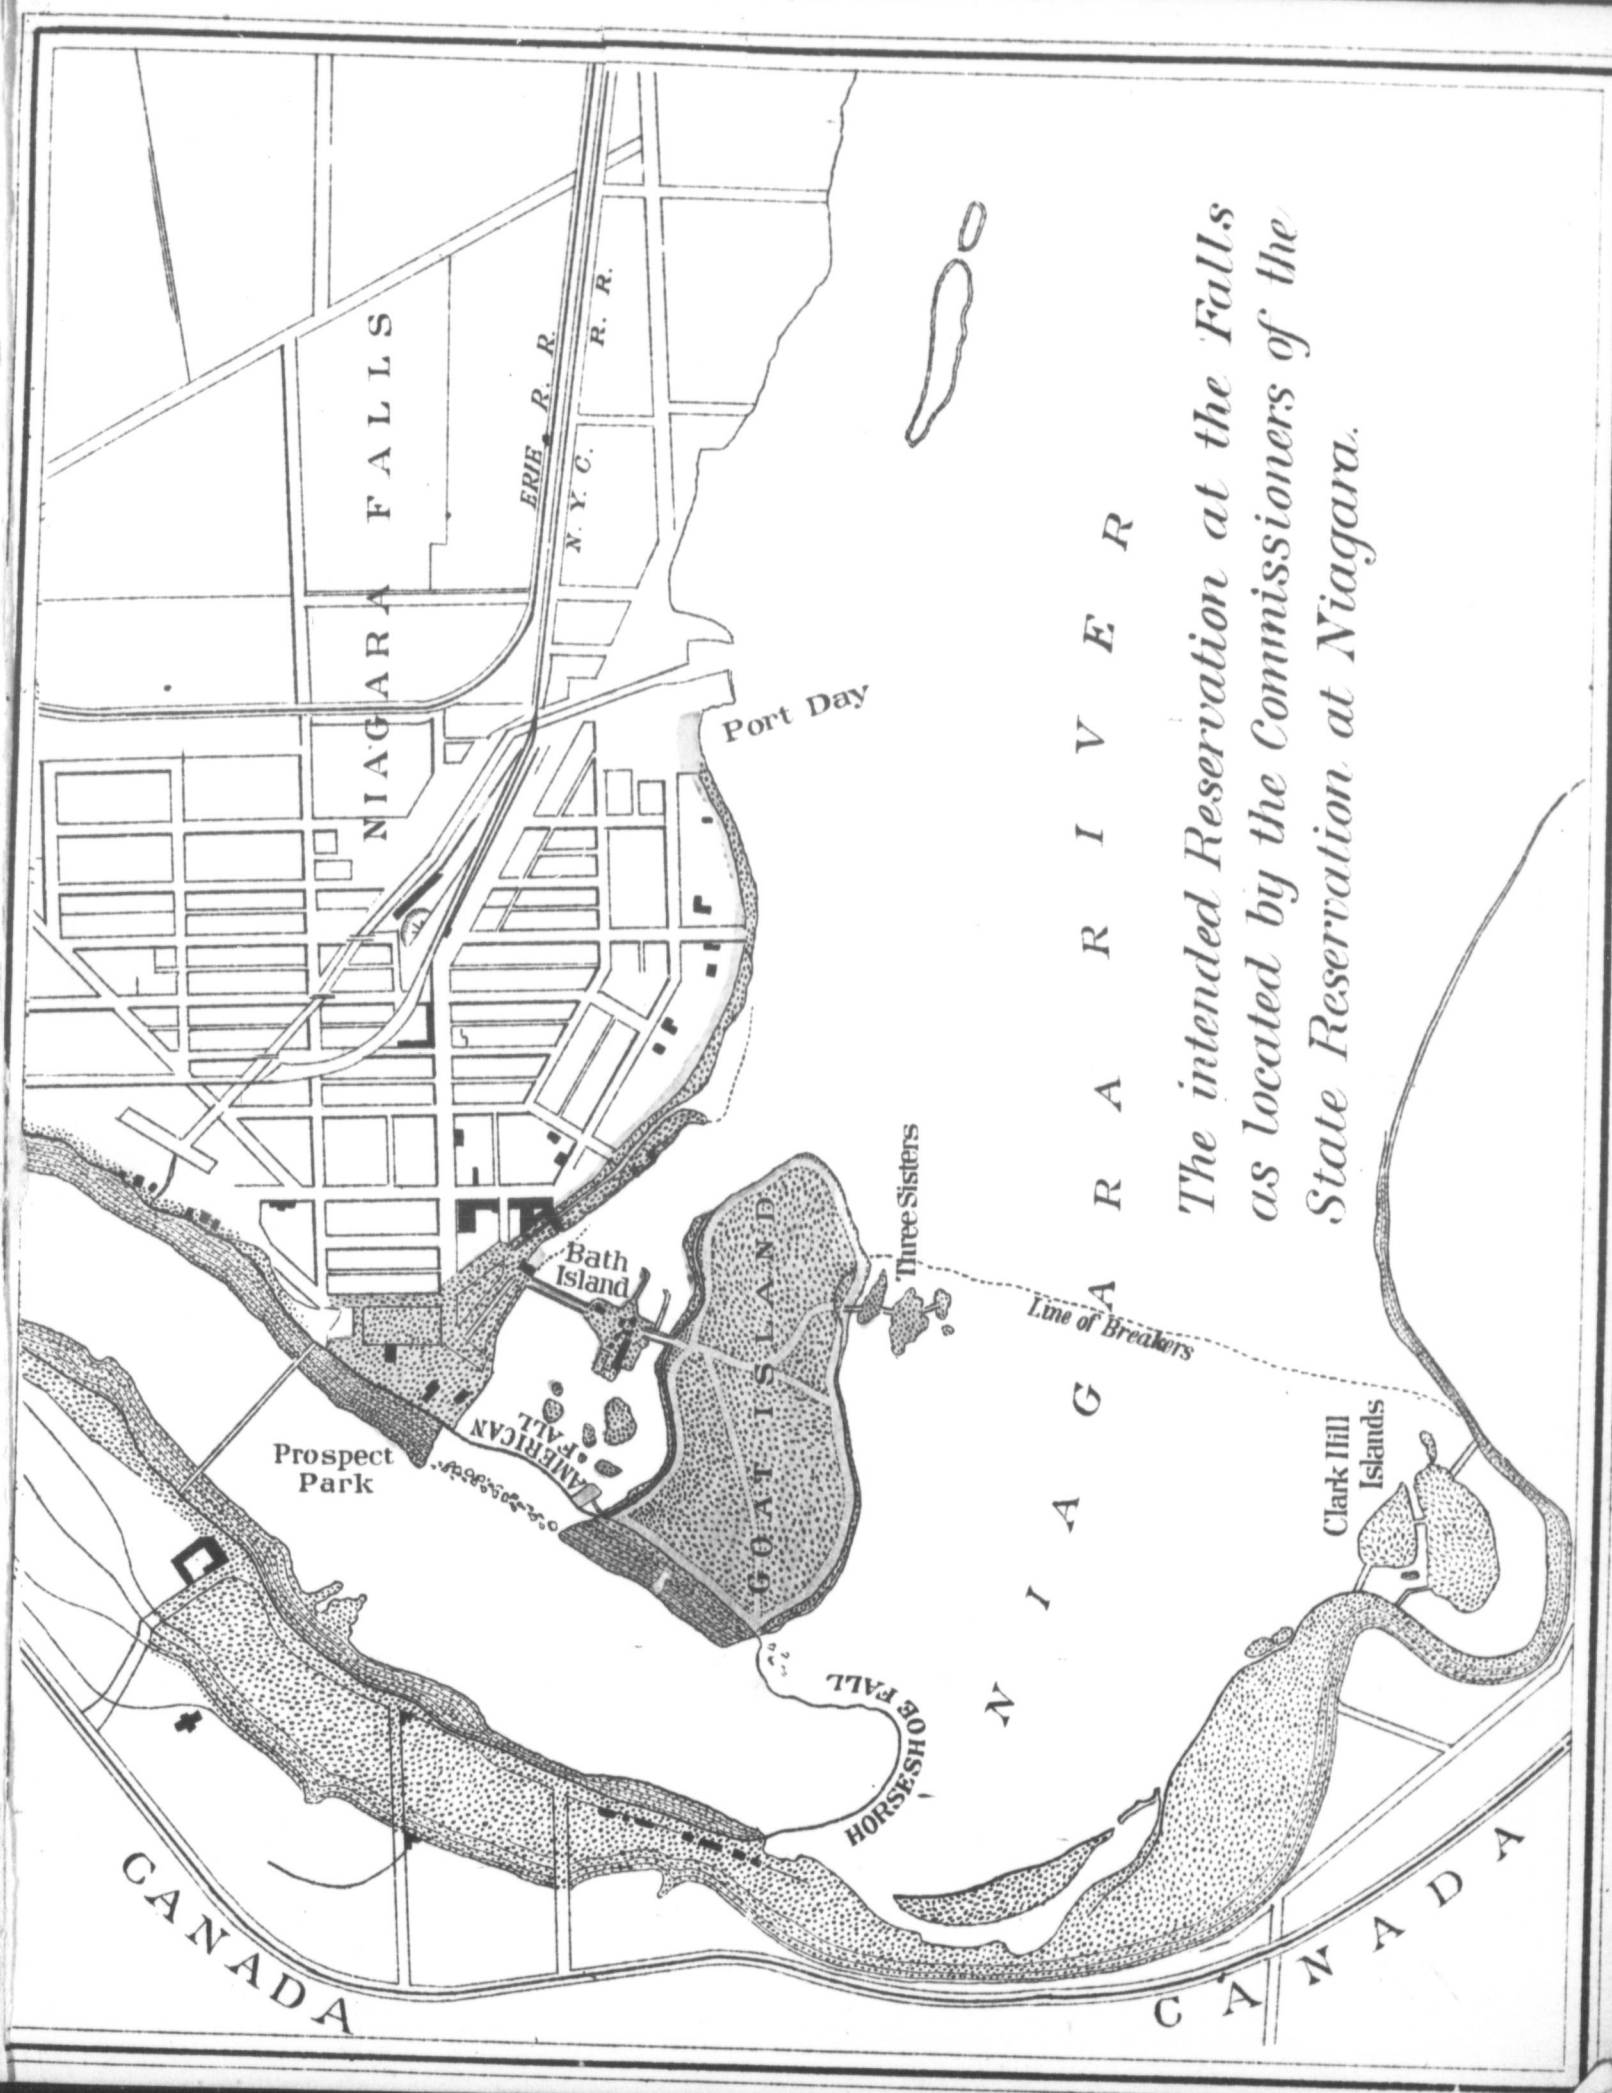 The intended Reservation at the Falls
as located by the Commissioners of the
State Reservation at Niagara.
NIAGARA FALLS
ERIE R. R.
N. Y. C. R. R.
Port Day
NIAGARA RIVER
Bath
Island
GOAT ISLAND
Three Sisters
Line of Breakers
Prospect
Park
AMERICAN
FALL
HORSESHOE FALL
Clark Hill
Islands
CANADA
CANADA